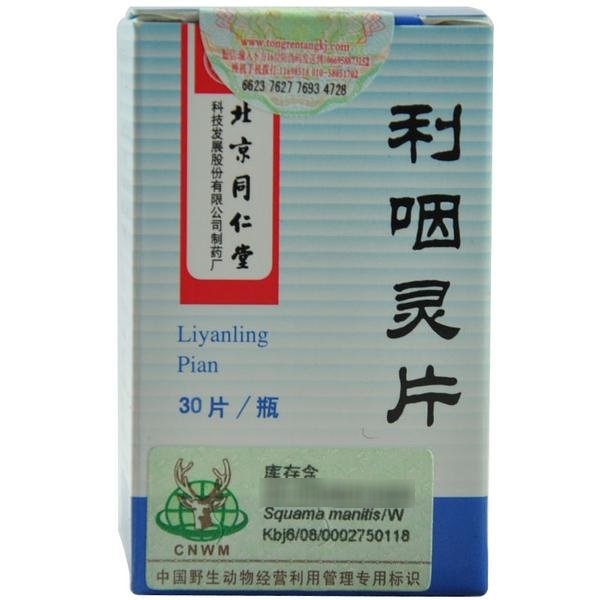 www.tongrentangkj.com
6623 7627 7693 4728
北京同仁堂
科技发展股份有限公司制药厂
利咽灵片
Liyanling
Pian
30片/瓶
库存含
Squama manitis/W
Kbj6/08/0002750118
CNWM
中国野生动物经营利用管理专用标识